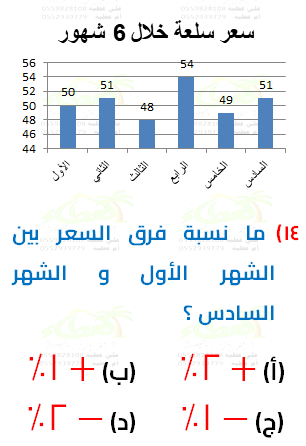 سعر سلعة خلال 6 شهور
56
54
52
50
48
46
44
50
51
48
54
49
51
الأول
الثاني
الثالث
الرابع
الخامس
السادس
١٤) ما نسبة فرق السعر بين
الشهر الأول و الشهر
السادس ؟
(أ) + ٢٪ (ب) + ١٪
(ج) – ١٪ (د) – ٢٪